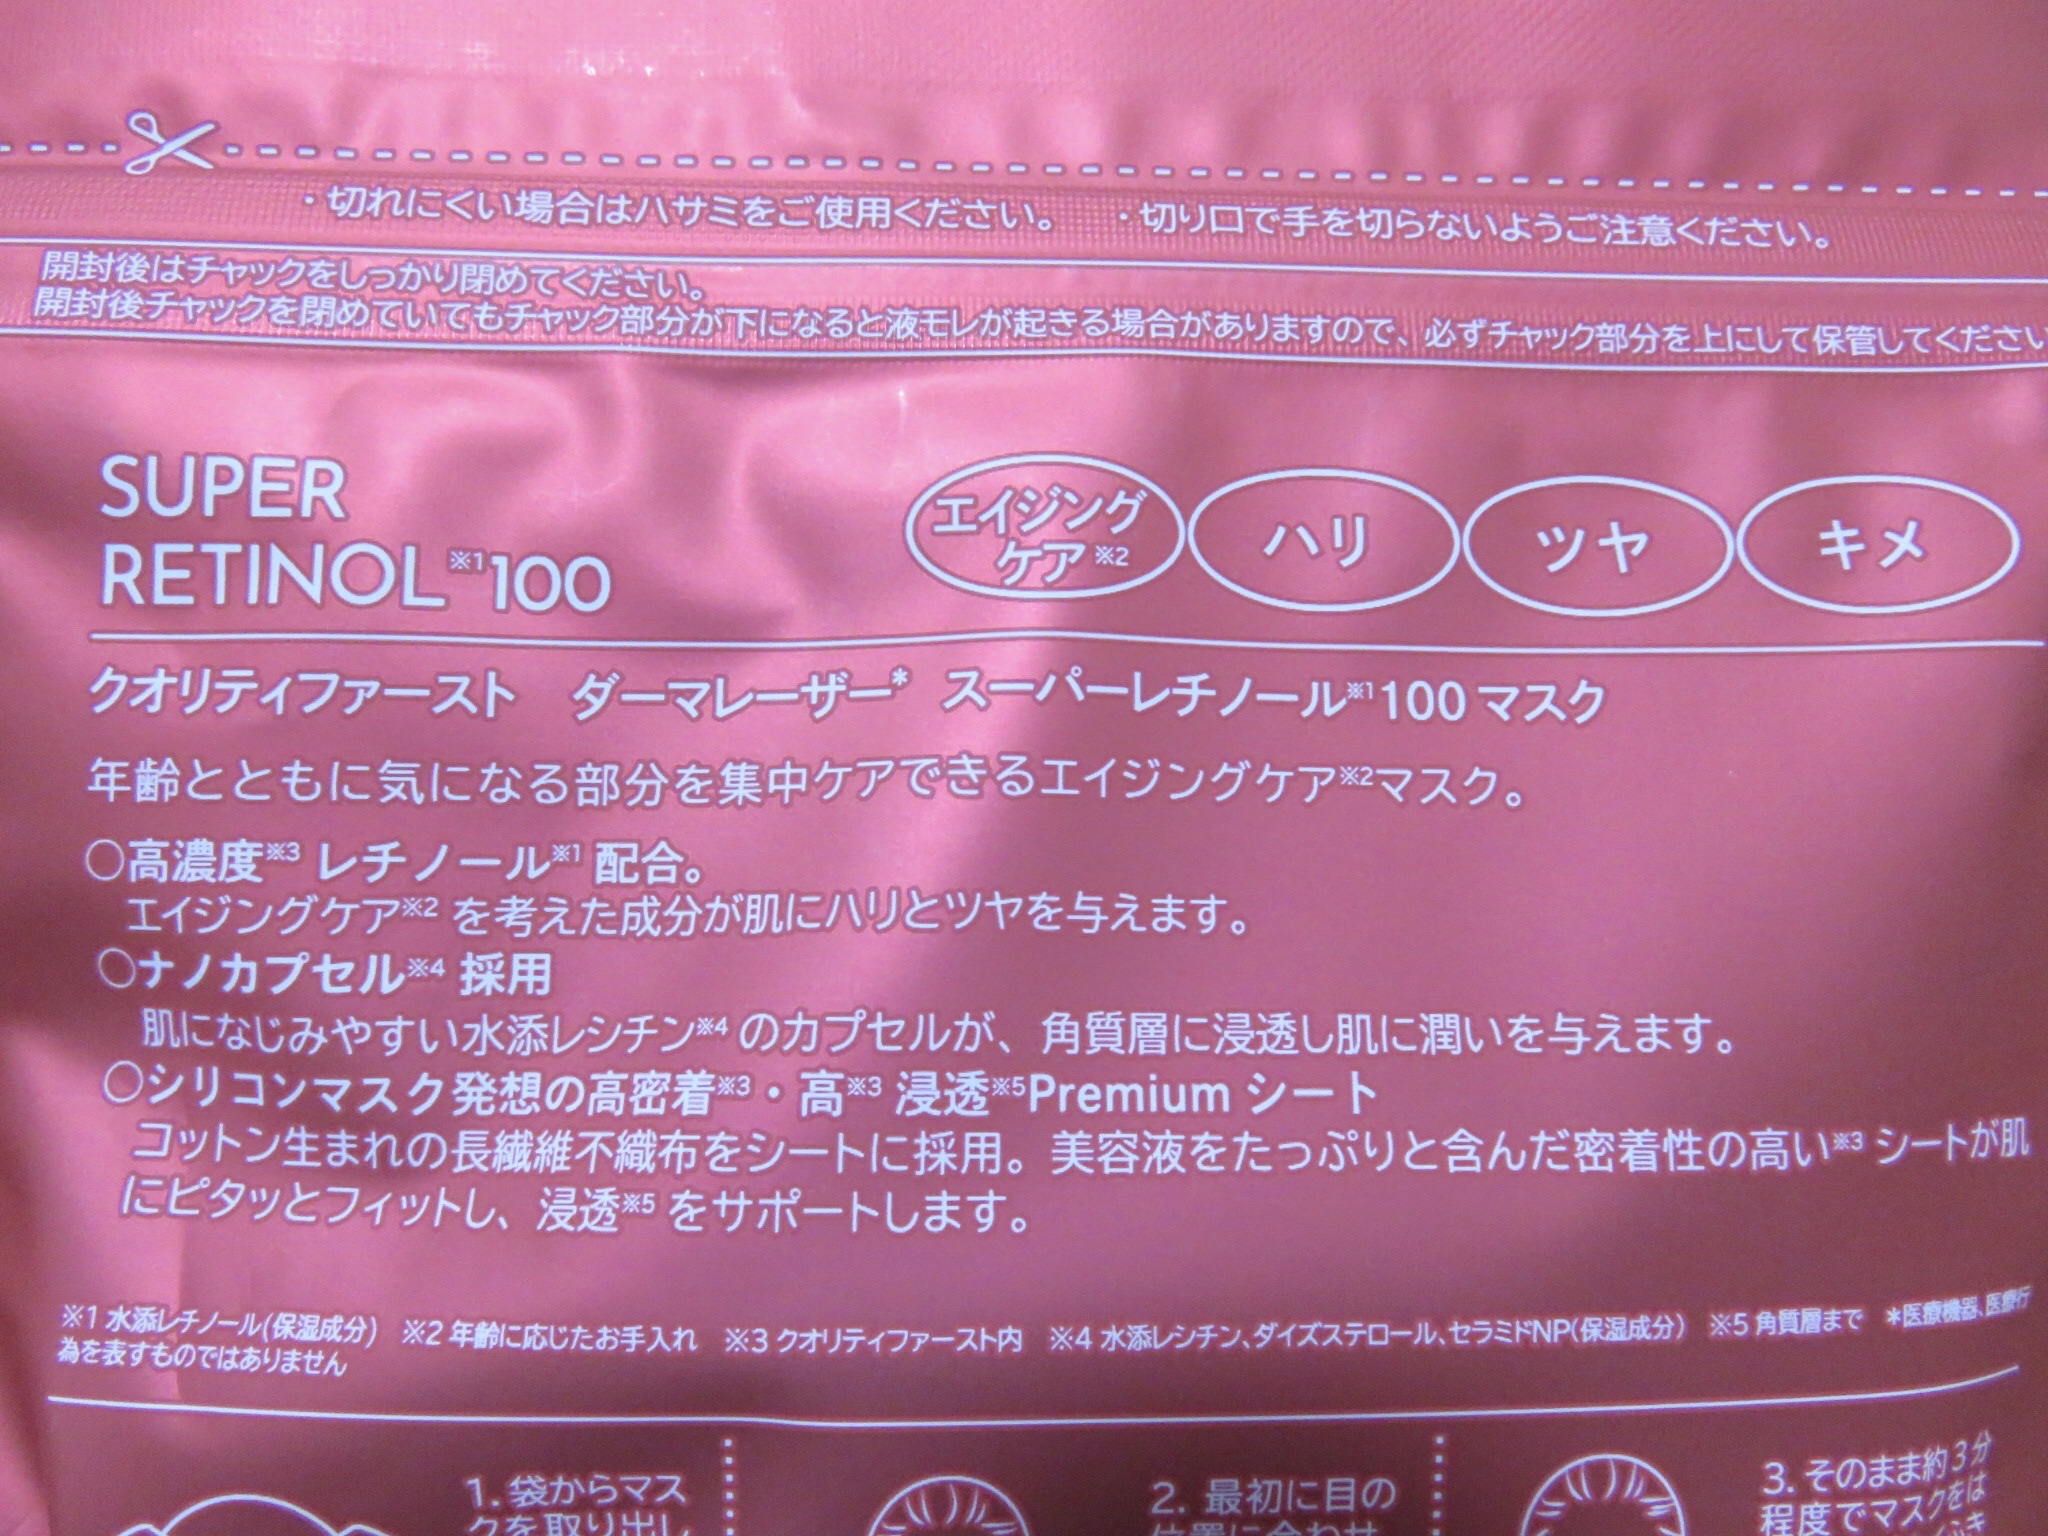 ・切れにくい場合はハサミをご使用ください。 ・切り口で手を切らないようご注意ください。
開封後はチャックをしっかり閉めてください。
開封後チャックを閉めていてもチャック部分が下になると液モレが起きる場合がありますので、必ずチャック部分を上にして保管してください
SUPER
RETINOL※1100
エイジング
ケア※2
ハリ
ツヤ
キメ
クオリティファースト ダーマレーザー* スーパーレチノール※1100マスク
年齢とともに気になる部分を集中ケアできるエイジングケア※2マスク。
○高濃度※3 レチノール※1 配合。
エイジングケア※2 を考えた成分が肌にハリとツヤを与えます。
○ナノカプセル※4 採用
肌になじみやすい水添レシチン※4 のカプセルが、角質層に浸透し肌に潤いを与えます。
○シリコンマスク発想の高密着※3・高※3 浸透※5Premium シート
コットン生まれの長繊維不織布をシートに採用。美容液をたっぷりと含んだ密着性の高い※3 シートが肌
にピタッとフィットし、浸透※5 をサポートします。
※1 水添レチノール(保湿成分) ※2 年齢に応じたお手入れ ※3 クオリティファースト内 ※4 水添レシチン、ダイズステロール、セラミドNP(保湿成分) ※5 角質層まで *医療機器、医療行
為を表すものではありません
1. 袋からマス
クを取り出し
2. 最初に目の
位置に合わせ
3. そのまま約3分
程度でマスクをは